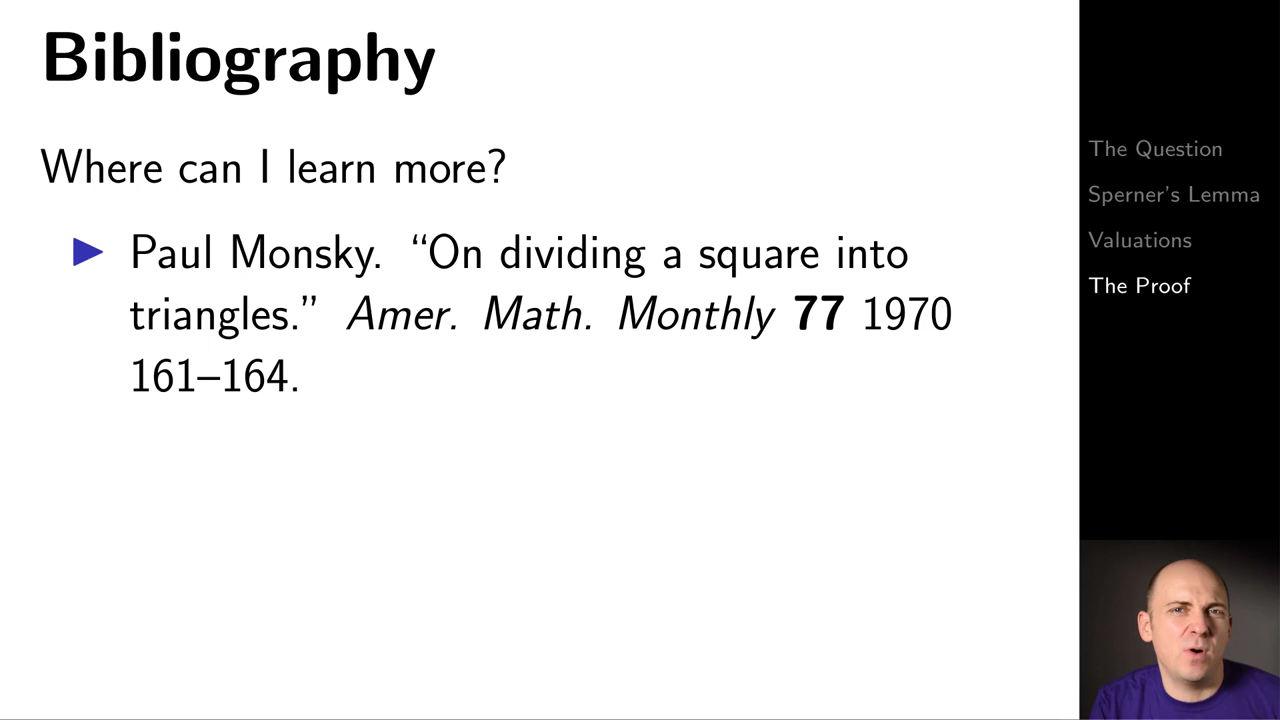 Bibliography
Where can I learn more?
▶ Paul Monsky. “On dividing a square into
triangles.” Amer. Math. Monthly 77 1970
161–164.
The Question
Sperner's Lemma
Valuations
The Proof